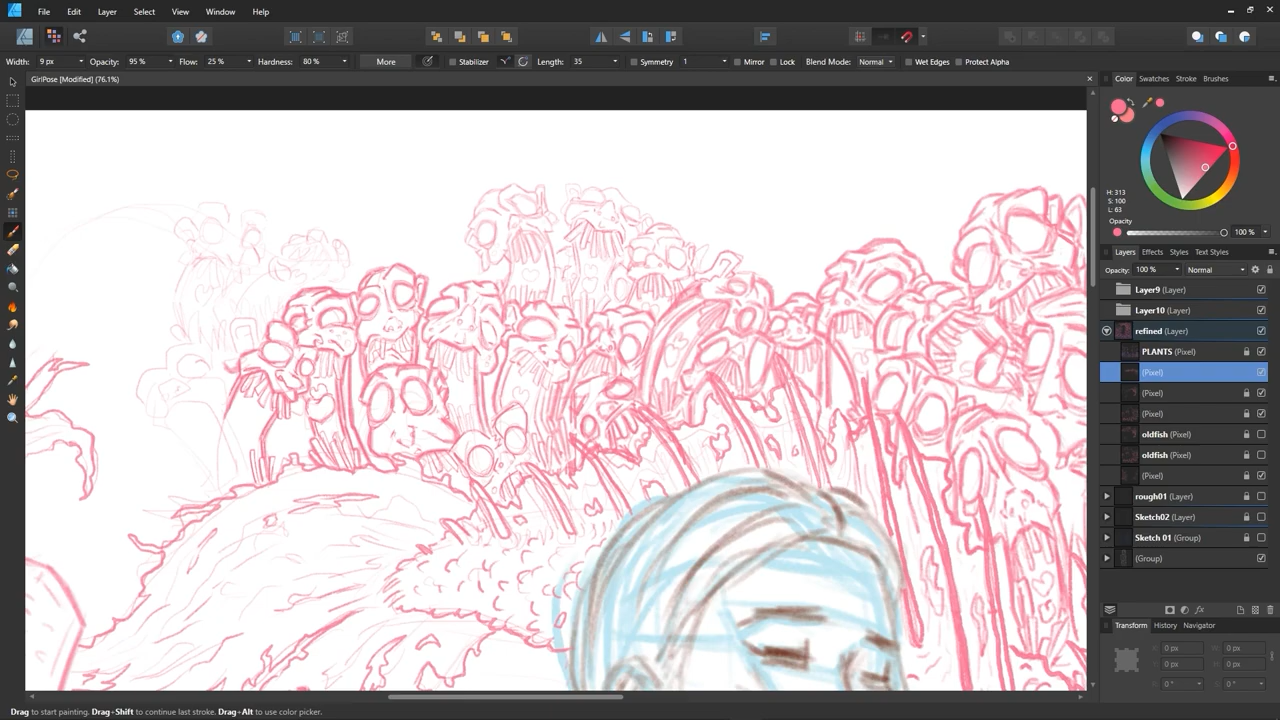 File Edit Layer Select View Window Help
Width: 9 px Opacity: 95 % Flow: 25 % Hardness: 80 % More Stabilizer Length: 35 Symmetry 1 Mirror Lock Blend Mode: Normal Wet Edges Protect Alpha
GirlPose [Modified] (76.1%)
Color Swatches Stroke Brushes
H: 313
S: 100
L: 63
Opacity
100 %
Layers Effects Styles Text Styles
Opacity: 100 % Normal
Layer9 (Layer)
Layer10 (Layer)
refined (Layer)
PLANTS (Pixel)
(Pixel)
(Pixel)
(Pixel)
oldfish (Pixel)
oldfish (Pixel)
(Pixel)
rough01 (Layer)
Sketch02 (Layer)
Sketch 01 (Group)
(Group)
fx
Transform History Navigator
X: 0 px W: 0 px
Y: 0 px H: 0 px
0 ° 0 °
Drag to start painting. Drag+Shift to continue last stroke. Drag+Alt to use color picker.